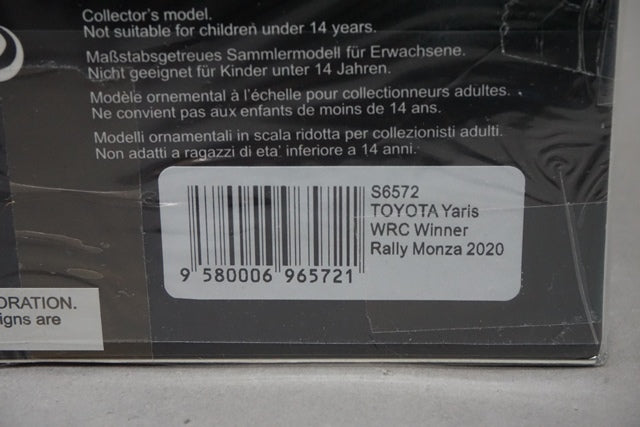 Collector's model.
Not suitable for children under 14 years.
Maßstabsgetreues Sammlermodell für Erwachsene.
Nicht geeignet für Kinder unter 14 Jahren.
Modèle ornemental à l'échelle pour collectionneurs adultes.
Ne convient pas aux enfants de moins de 14 ans.
Modelli ornamentali in scala ridotta per collezionisti adulti.
Non adatti a ragazzi di eta' inferiore a 14 anni.
S6572
TOYOTA Yaris
WRC Winner
Rally Monza 2020
9 580006 965721
ORATION.
igns are